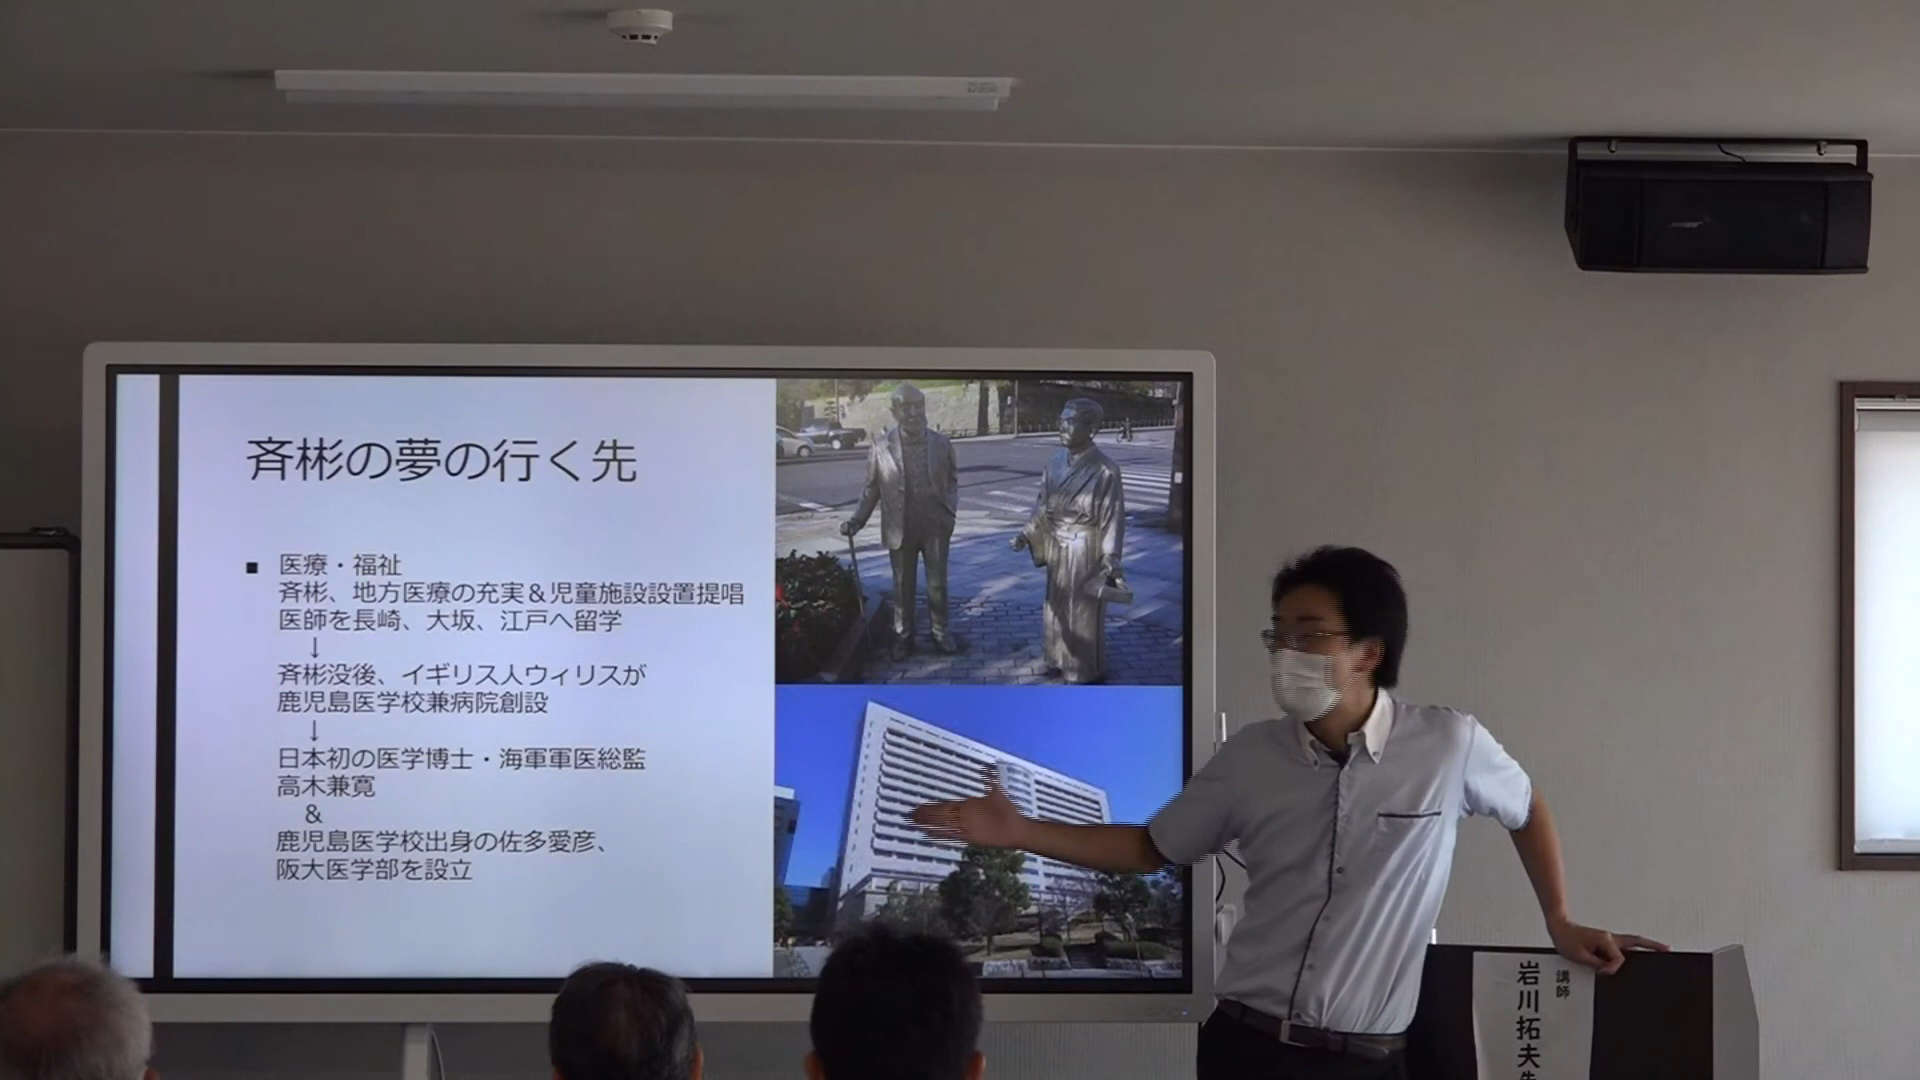 斉彬の夢の行く先
■ 医療・福祉
斉彬、地方医療の充実&児童施設設置提唱
医師を長崎、大坂、江戸へ留学
↓
斉彬没後、イギリス人ウィリスが
鹿児島医学校兼病院創設
↓
日本初の医学博士・海軍軍医総監
高木兼寛
&
鹿児島医学校出身の佐多愛彦、
阪大医学部を設立
講師
岩川拓夫先